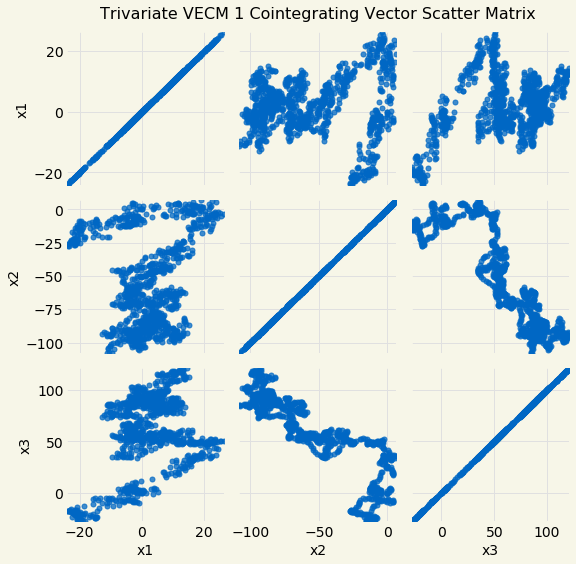 Trivariate VECM 1 Cointegrating Vector Scatter Matrix
20
0
−20
x1
0
−25
−50
−75
−100
x2
100
50
0
x3
−20 0 20
−100 −50 0
0 50 100
x1 x2 x3